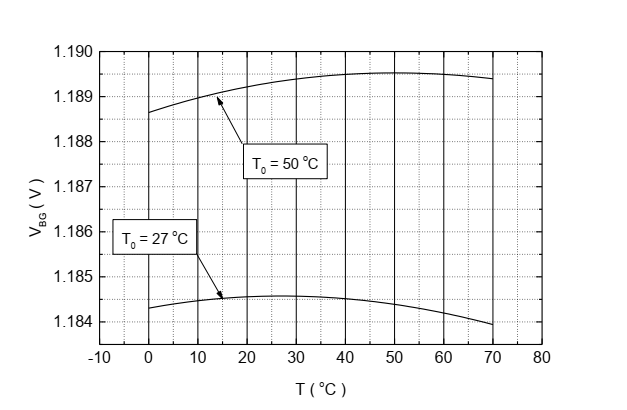 1.190
1.189
1.188
1.187
1.186
1.185
1.184
V_BG ( V )
T_0 = 50 °C
T_0 = 27 °C
-10 0 10 20 30 40 50 60 70 80
T ( °C )